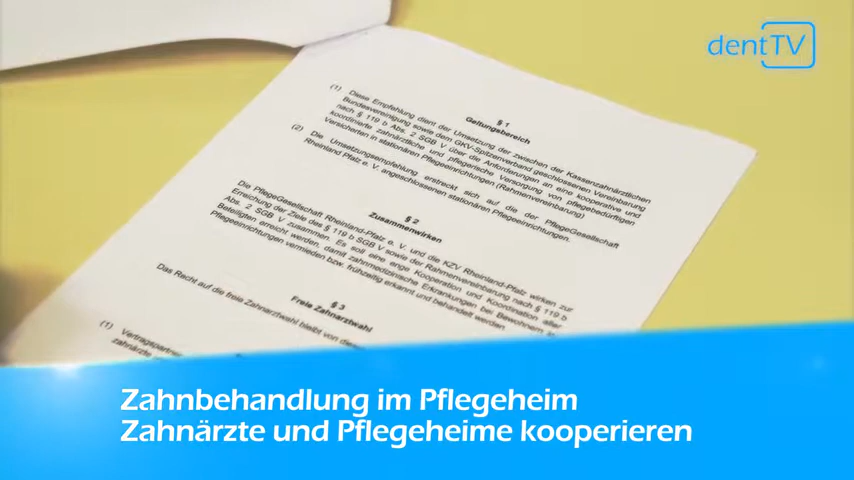 dentTV
§ 1
Geltungsbereich
(1) Diese Empfehlung dient der Umsetzung der zwischen der Kassenzahnärztlichen
Bundesvereinigung sowie dem GKV-Spitzenverband geschlossenen Vereinbarung
nach § 119 b Abs. 2 SGB V über die Anforderungen an eine kooperative und
koordinierte zahnärztliche und pflegerische Versorgung von pflegebedürftigen
Versicherten in stationären Pflegeeinrichtungen (Rahmenvereinbarung)
(2) Die Umsetzungsempfehlung erstreckt sich auf die der PflegeGesellschaft
Rheinland Pfalz e. V. angeschlossenen stationären Pflegeeinrichtungen.
§ 2
Zusammenwirken
Die PflegeGesellschaft Rheinland-Pfalz e. V. und die KZV Rheinland-Pfalz wirken zur
Erreichung der Ziele des § 119 b SGB V sowie der Rahmenvereinbarung nach § 119 b
Abs. 2 SGB V zusammen. Es soll eine enge Kooperation und Koordination aller
Beteiligten erreicht werden, damit zahnmedizinische Erkrankungen bei Bewohnern
Pflegeeinrichtungen vermieden bzw. frühzeitig erkannt und behandelt werden
§ 3
Freie Zahnarztwahl
Das Recht auf die freie Zahnarztwahl bleibt von
(1)
Zahnbehandlung im Pflegeheim
Zahnärzte und Pflegeheime kooperieren